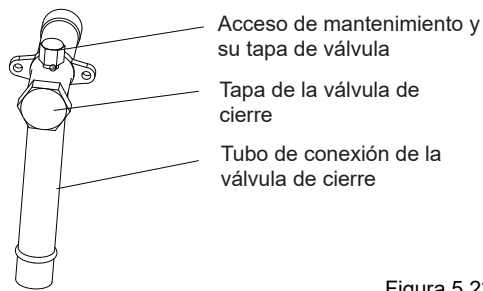 Acceso de mantenimiento y
su tapa de válvula
Tapa de la válvula de
cierre
Tubo de conexión de la
válvula de cierre
Figura